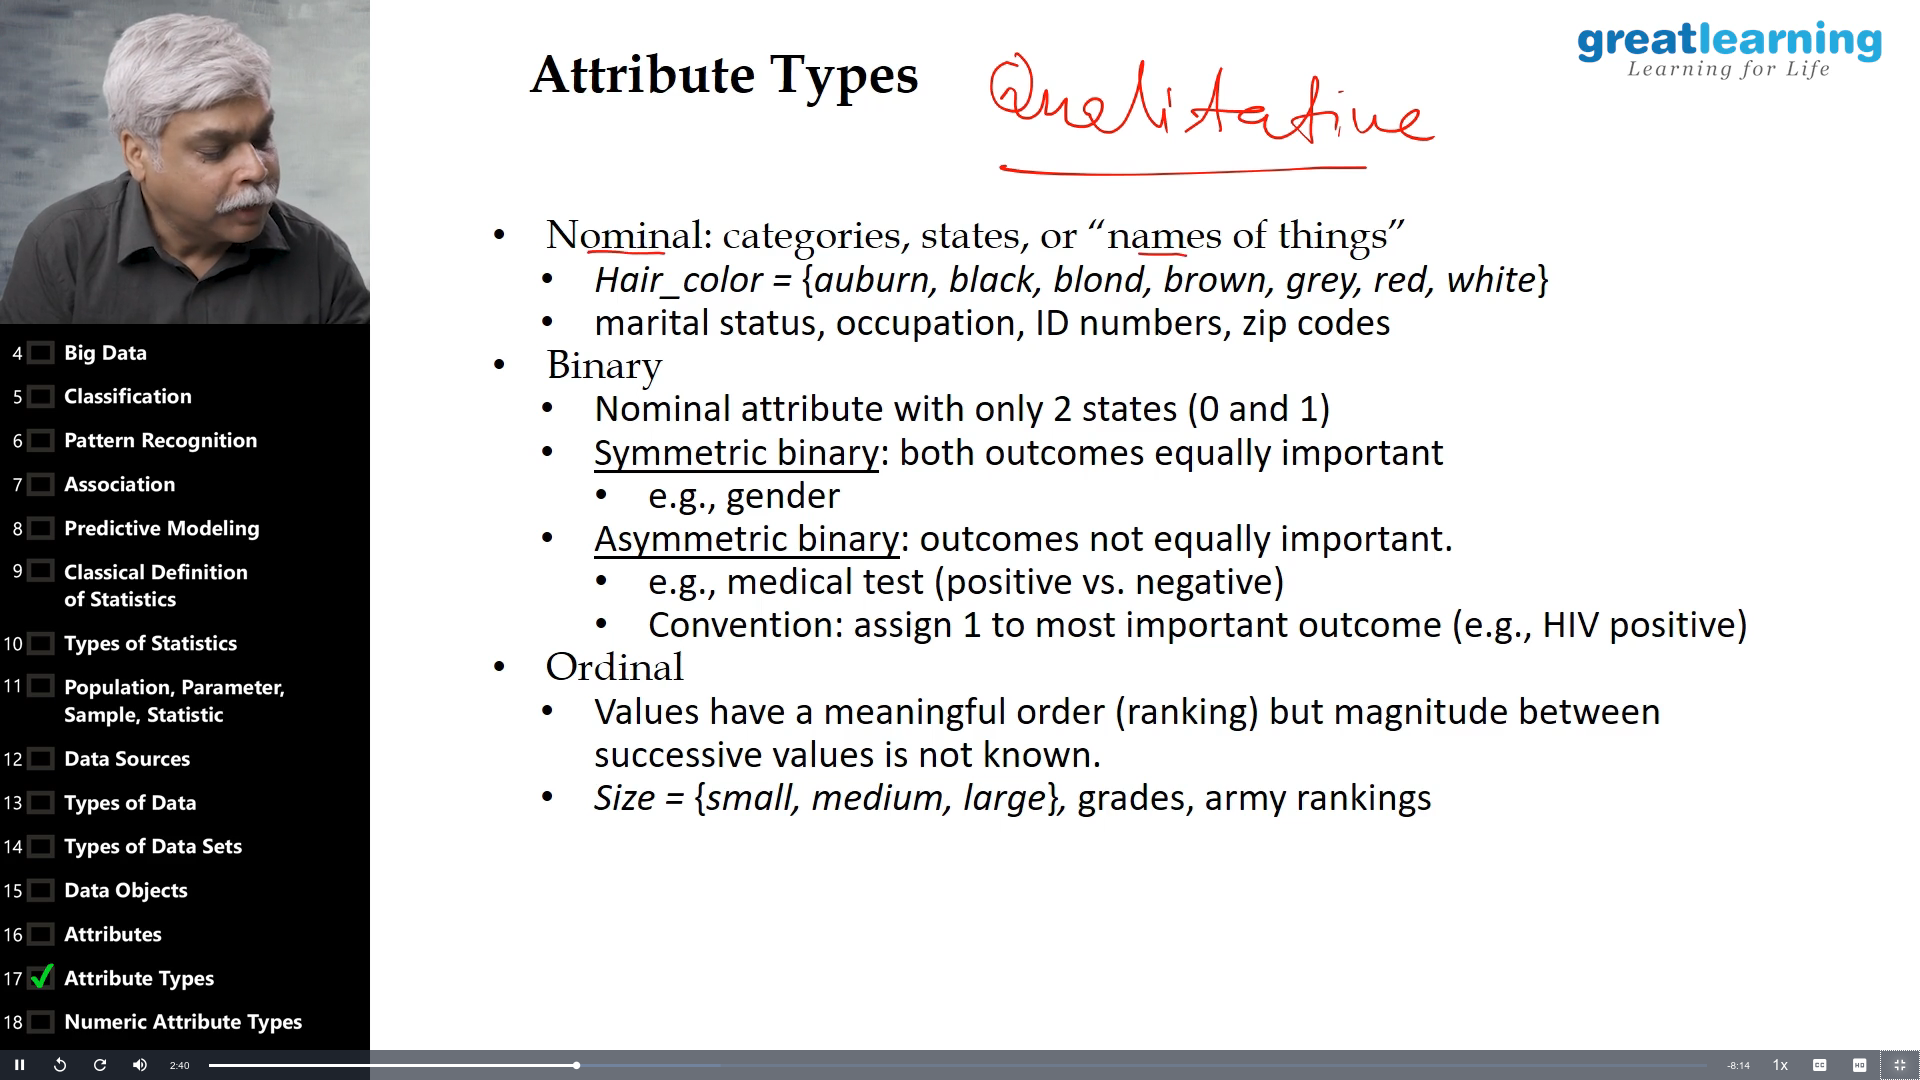 greatlearning
Learning for Life
Attribute Types
Qualitative
• Nominal: categories, states, or “names of things”
• Hair_color = {auburn, black, blond, brown, grey, red, white}
• marital status, occupation, ID numbers, zip codes
• Binary
• Nominal attribute with only 2 states (0 and 1)
• Symmetric binary: both outcomes equally important
• e.g., gender
• Asymmetric binary: outcomes not equally important.
• e.g., medical test (positive vs. negative)
• Convention: assign 1 to most important outcome (e.g., HIV positive)
• Ordinal
• Values have a meaningful order (ranking) but magnitude between
successive values is not known.
• Size = {small, medium, large}, grades, army rankings
4 Big Data
5 Classification
6 Pattern Recognition
7 Association
8 Predictive Modeling
9 Classical Definition
of Statistics
10 Types of Statistics
11 Population, Parameter,
Sample, Statistic
12 Data Sources
13 Types of Data
14 Types of Data Sets
15 Data Objects
16 Attributes
17 Attribute Types
18 Numeric Attribute Types
2:40
-8:14 1x CC HD